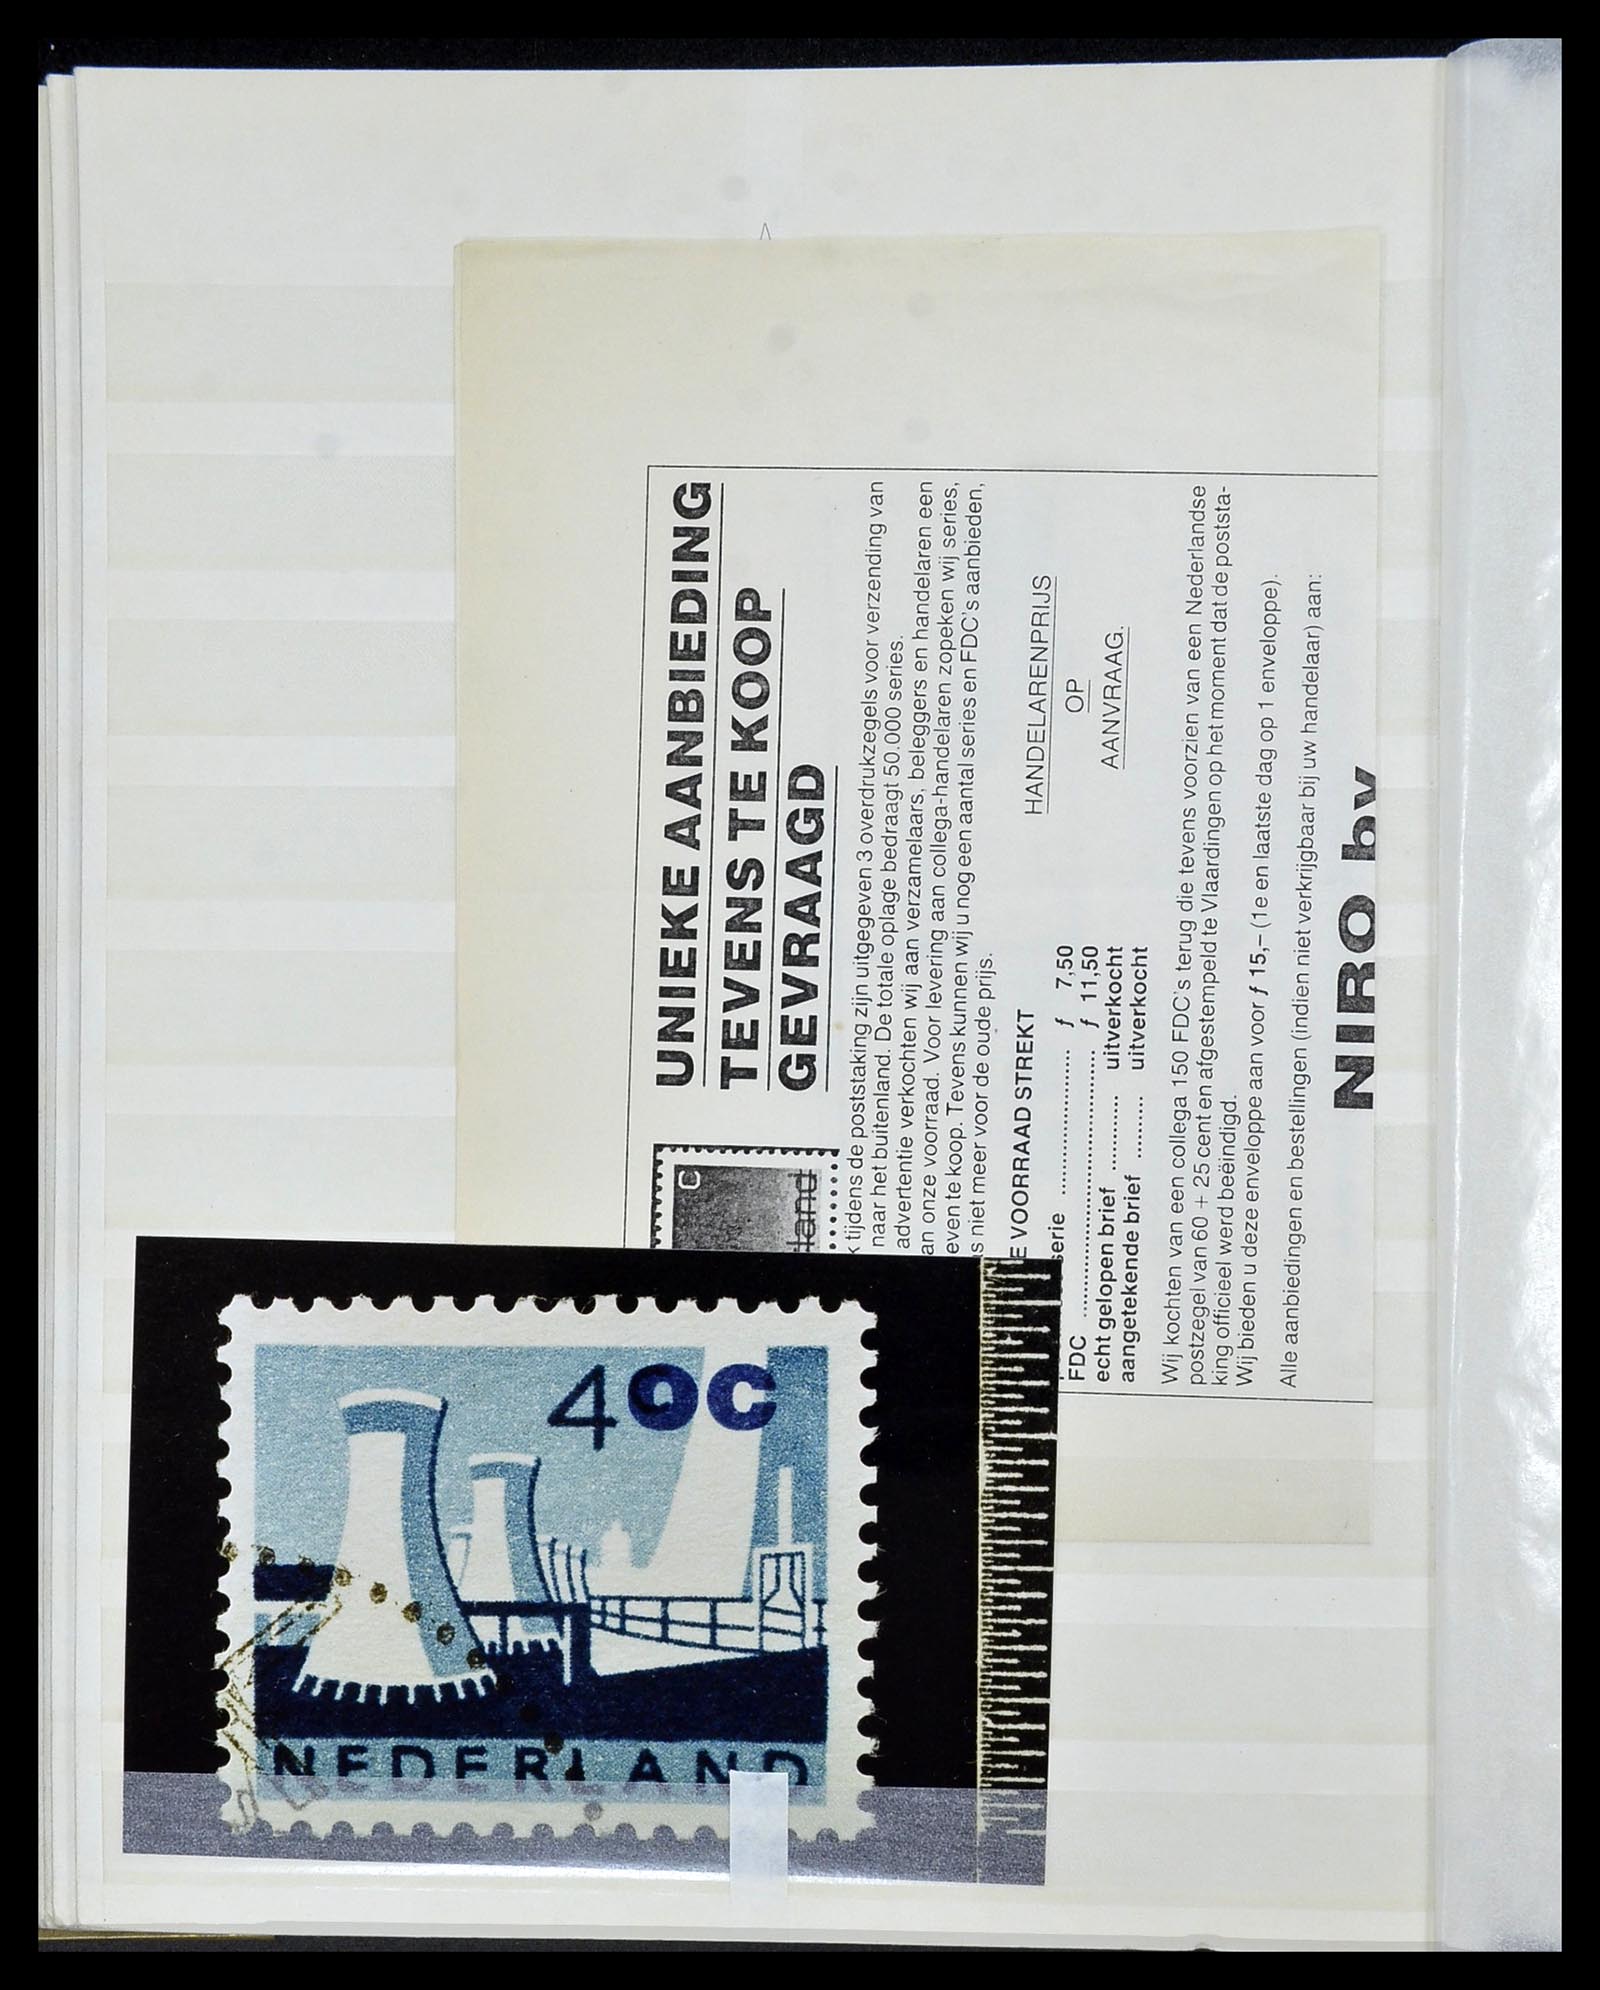 UNIEKE AANBIEDING
TEVENS TE KOOP
GEVRAAGD
C
land
tijdens de poststaking zijn uitgegeven 3 overdrukzegels voor verzending van
naar het buitenland. De totale oplage bedraagt 50.000 series.
advertentie verkochten wij aan verzamelaars, beleggers en handelaren een
an onze voorraad. Voor levering aan collega-handelaren zopeken wij series,
even te koop. Tevens kunnen wij u nog een aantal series en FDC's aanbieden,
s niet meer voor de oude prijs.
E VOORRAAD STREKT
HANDELARENPRIJS
OP
AANVRAAG.
serie .................... f 7,50
FDC .................... f 11,50
echt gelopen brief .......... uitverkocht
aangetekende brief ......... uitverkocht
Wij kochten van een collega 150 FDC's terug die tevens voorzien van een Nederlandse
postzegel van 60 + 25 cent en afgestempeld te Vlaardingen op het moment dat de poststa-
king officieel werd beëindigd.
Wij bieden u deze enveloppe aan voor f 15,– (1e en laatste dag op 1 enveloppe).
Alle aanbiedingen en bestellingen (indien niet verkrijgbaar bij uw handelaar) aan:
NIRO bv
40C
NEDERLAND